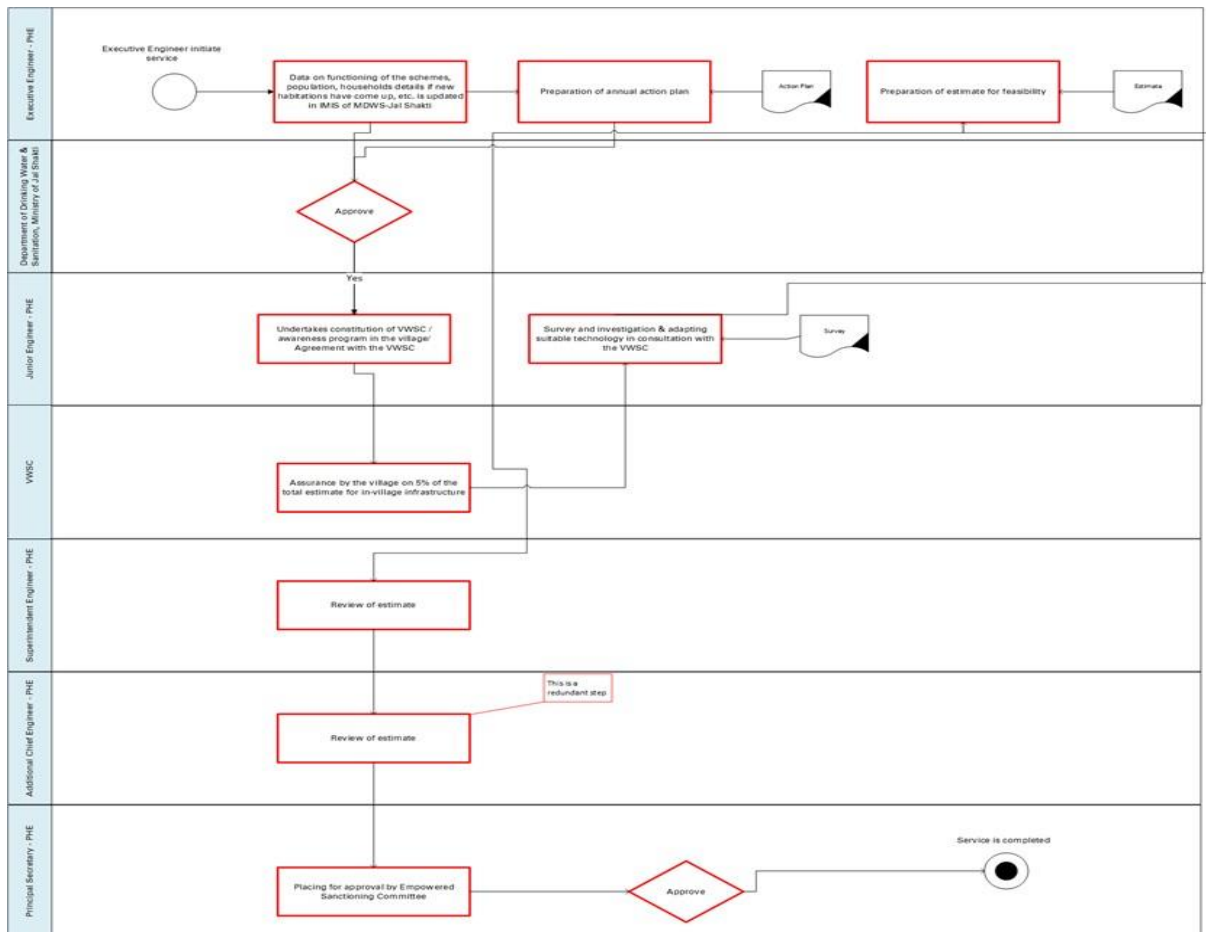 Executive Engineer - PHE
Executive Engineer initiate
service
Data on functioning of the schemes,
population, households details if new
habitations have come up, etc. is updated
in IMIS of MDWS-Jal Shakti
Preparation of annual action plan
Action Plan
Preparation of estimate for feasibility
Estimate
Department of Drinking Water &
Sanitation, Ministry of Jal Shakti
Approve
Yes
Junior Engineer - PHE
Undertakes constitution of VWSC /
awareness program in the village/
Agreement with the VWSC
Survey and investigation & adapting
suitable technology in consultation with
the VWSC
Survey
VWSC
Assurance by the village on 5% of the
total estimate for in-village infrastructure
Superintendent Engineer - PHE
Review of estimate
Additional Chief Engineer - PHE
This is a
redundant step
Review of estimate
Principal Secretary - PHE
Placing for approval by Empowered
Sanctioning Committee
Approve
Service is completed